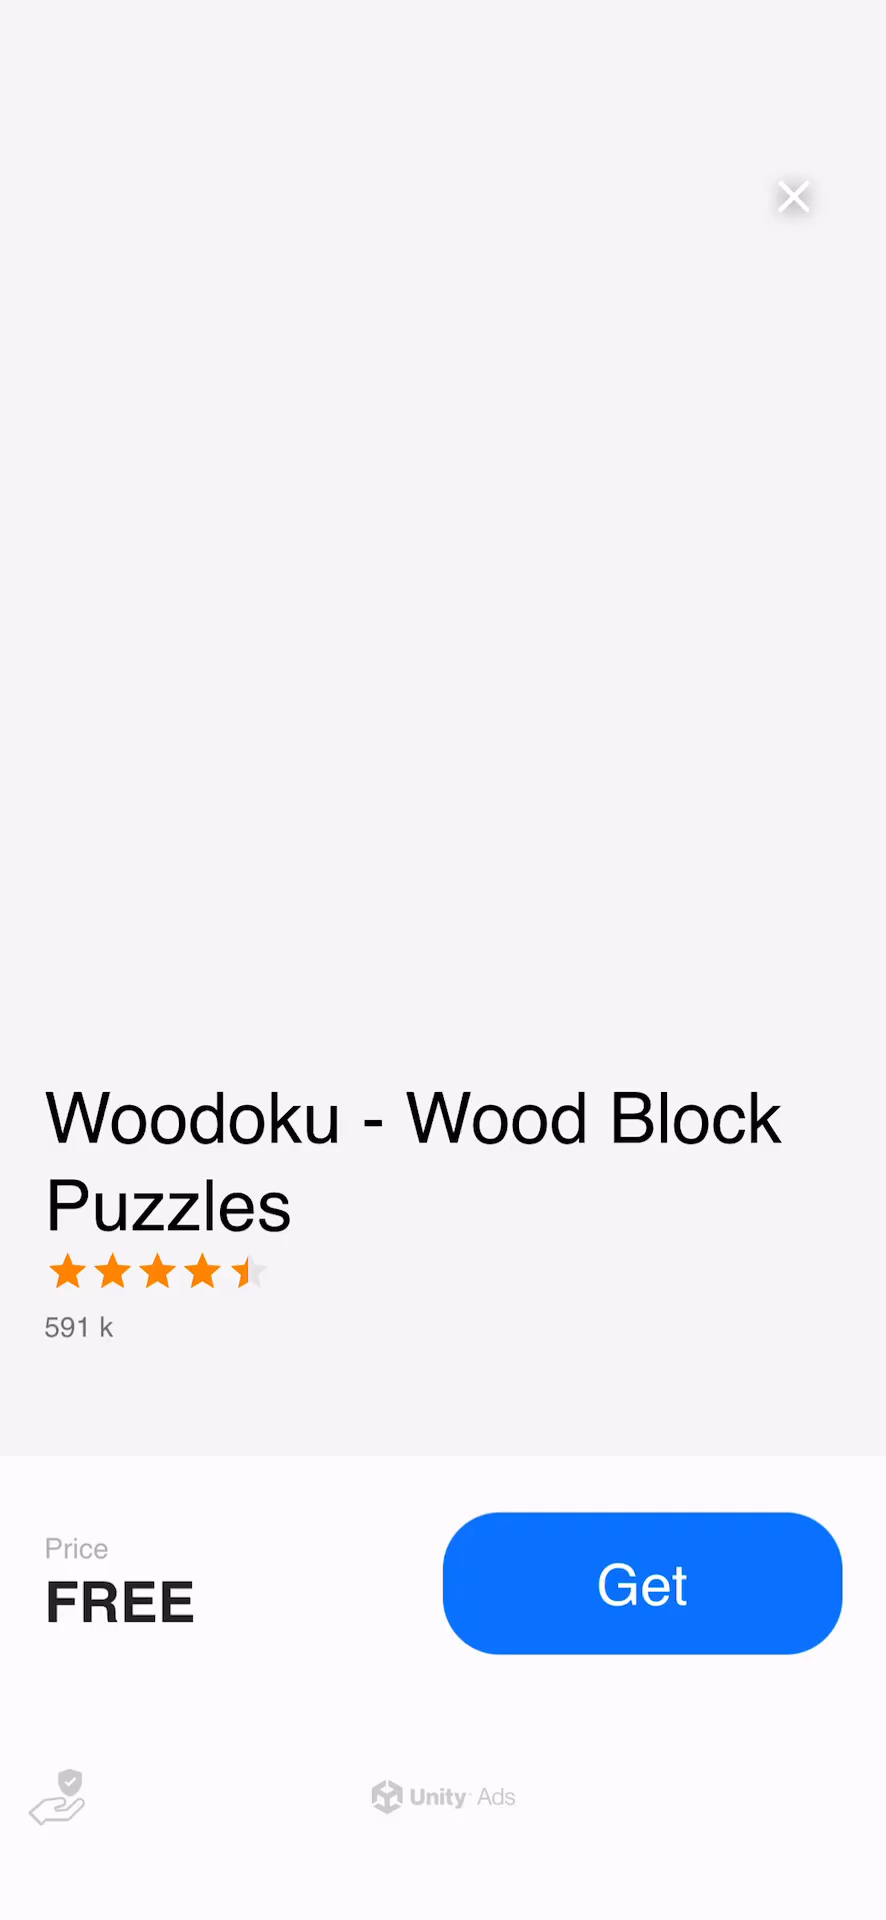 Woodoku - Wood Block
Puzzles
591 k
Price
FREE
Get
Unity Ads